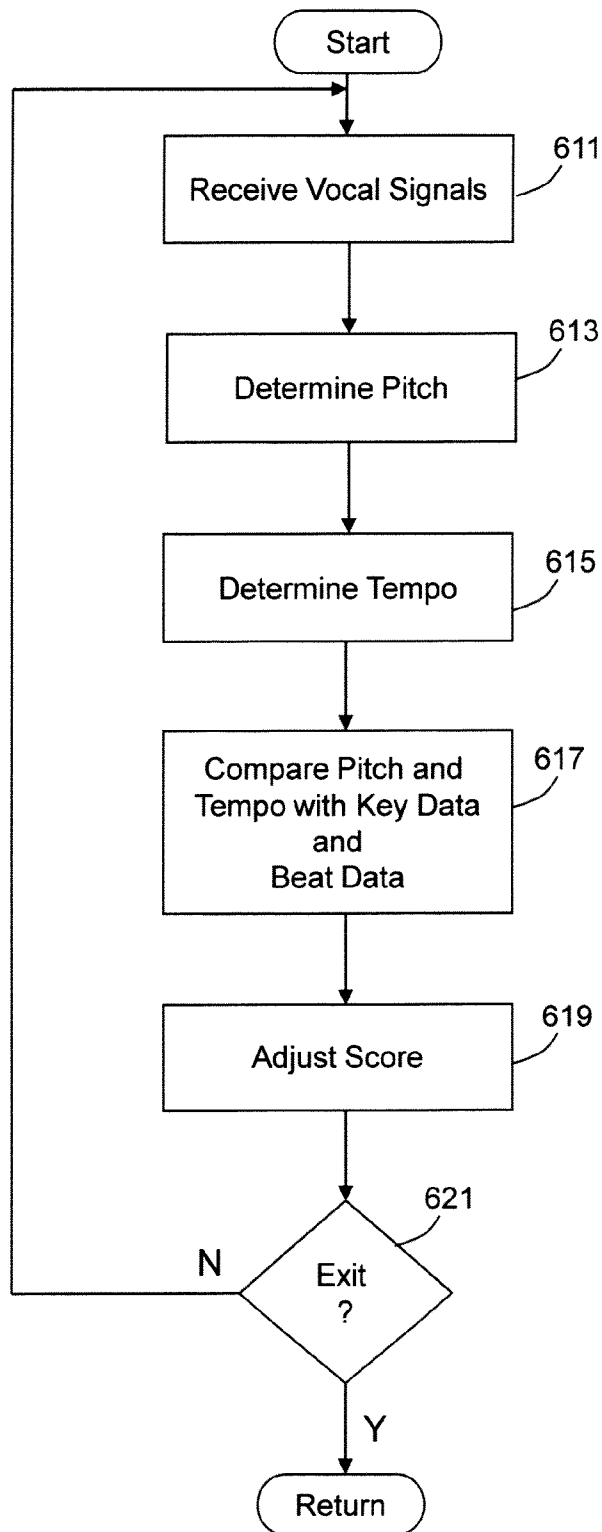 Start
611
Receive Vocal Signals
613
Determine Pitch
615
Determine Tempo
617
Compare Pitch and
Tempo with Key Data
and
Beat Data
619
Adjust Score
621
N
Exit
?
Y
Return